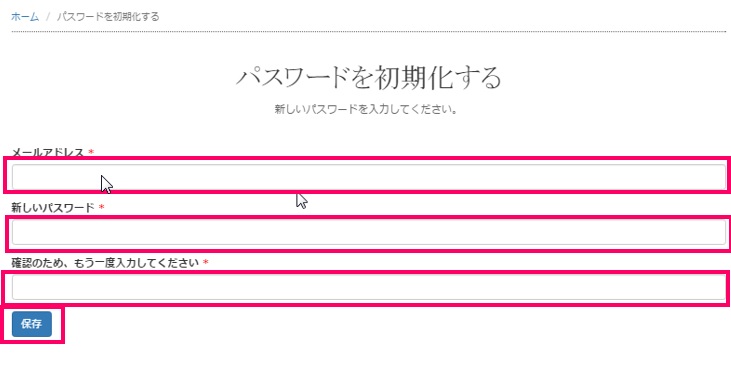 ホーム / パスワードを初期化する
パスワードを初期化する
新しいパスワードを入力してください。
メールアドレス *
新しいパスワード *
確認のため、もう一度入力してください *
保存